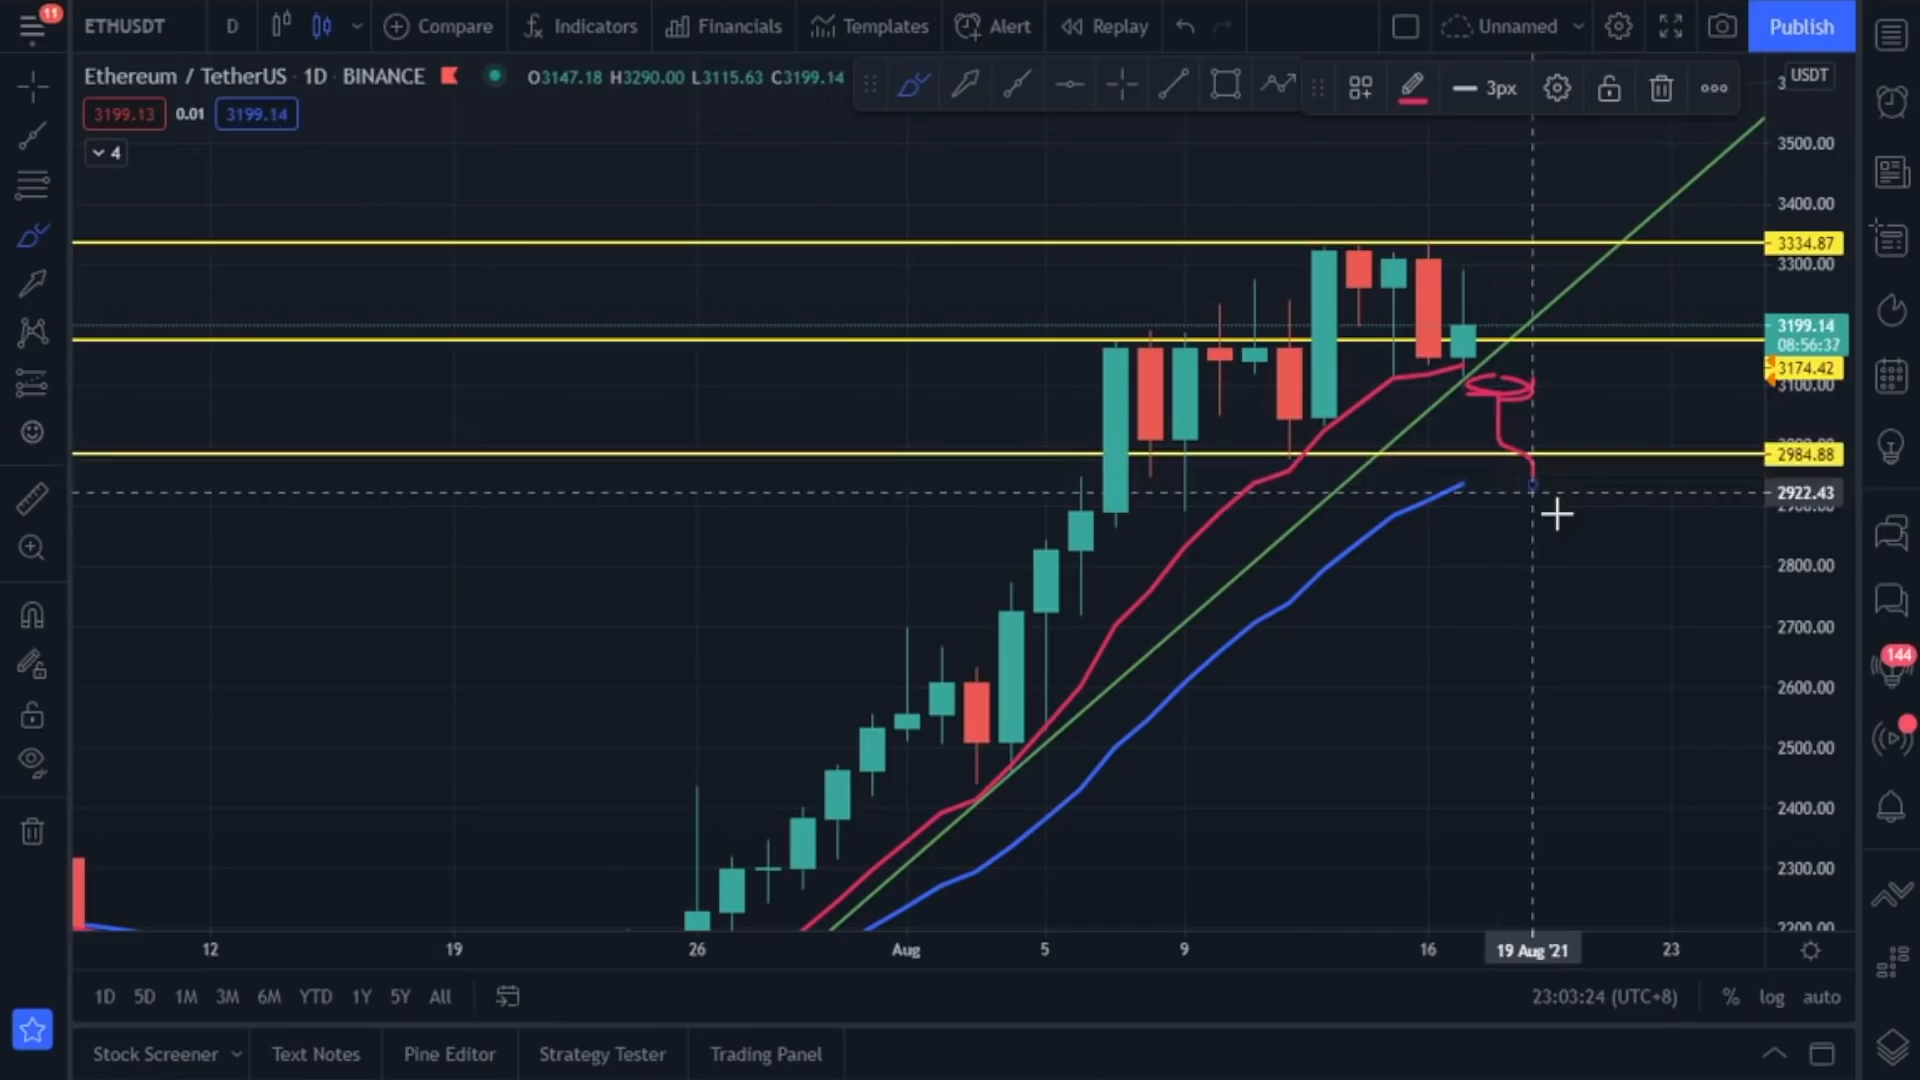 11
ETHUSDT D Compare Indicators Financials Templates Alert Replay Unnamed Publish
Ethereum / TetherUS · 1D · BINANCE O3147.18 H3290.00 L3115.63 C3199.14
3px
USDT
3199.13 0.01 3199.14
4
3500.00
3400.00
3334.87
3300.00
3199.14
08:56:37
3174.42
3100.00
2984.88
2922.43
2800.00
2700.00
2600.00
2500.00
2400.00
2300.00
2200.00
144
12 19 26 Aug 5 9 16 19 Aug '21 23
1D 5D 1M 3M 6M YTD 1Y 5Y All 23:03:24 (UTC+8) % log auto
Stock Screener Text Notes Pine Editor Strategy Tester Trading Panel